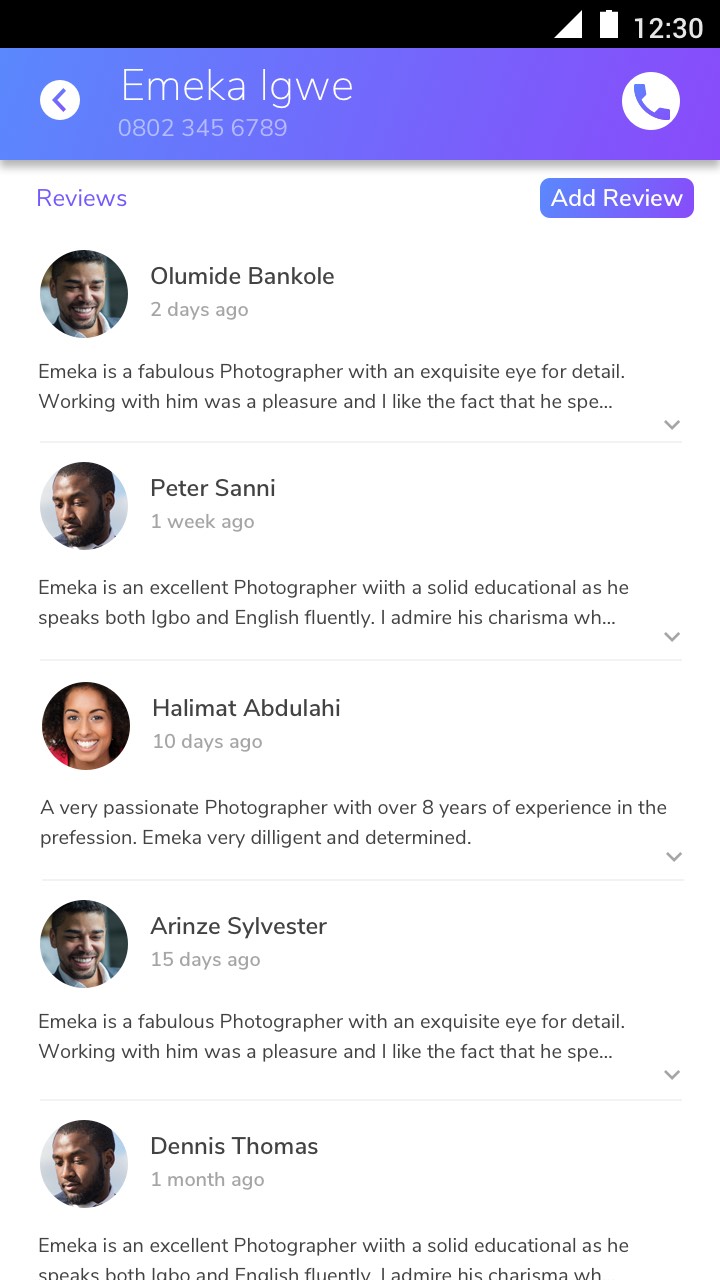 12:30
Emeka Igwe
0802 345 6789
Reviews
Add Review
Olumide Bankole
2 days ago
Emeka is a fabulous Photographer with an exquisite eye for detail.
Working with him was a pleasure and I like the fact that he spe...
Peter Sanni
1 week ago
Emeka is an excellent Photographer wiith a solid educational as he
speaks both Igbo and English fluently. I admire his charisma wh...
Halimat Abdulahi
10 days ago
A very passionate Photographer with over 8 years of experience in the
prefession. Emeka very dilligent and determined.
Arinze Sylvester
15 days ago
Emeka is a fabulous Photographer with an exquisite eye for detail.
Working with him was a pleasure and I like the fact that he spe...
Dennis Thomas
1 month ago
Emeka is an excellent Photographer wiith a solid educational as he
speaks both Igbo and English fluently. I admire his charisma wh...